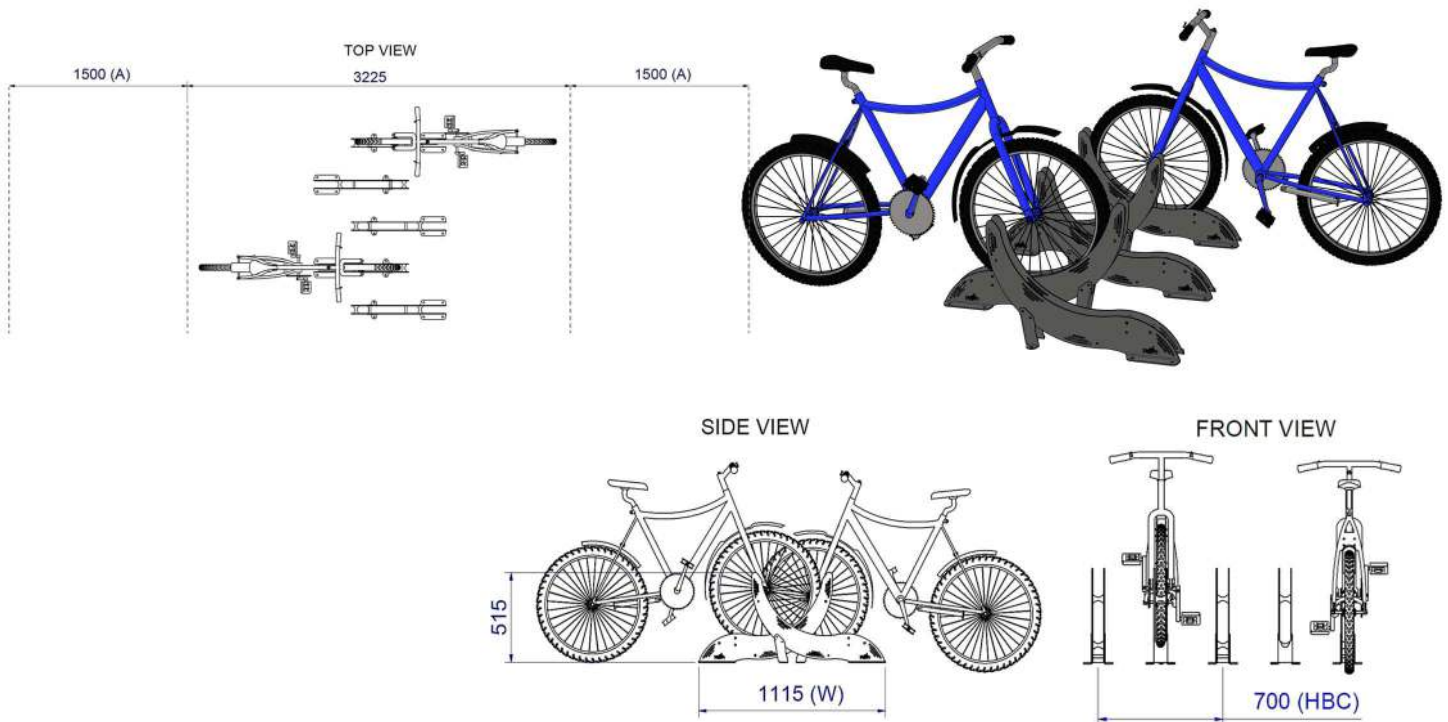 TOP VIEW
1500 (A)
3225
1500 (A)
SIDE VIEW
FRONT VIEW
515
1115 (W)
700 (HBC)